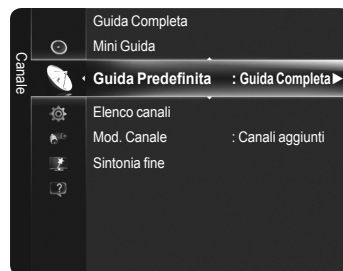 Canale
Guida Completa
Mini Guida
Guida Predefinita : Guida Completa
Elenco canali
Mod. Canale : Canali aggiunti
Sintonia fine